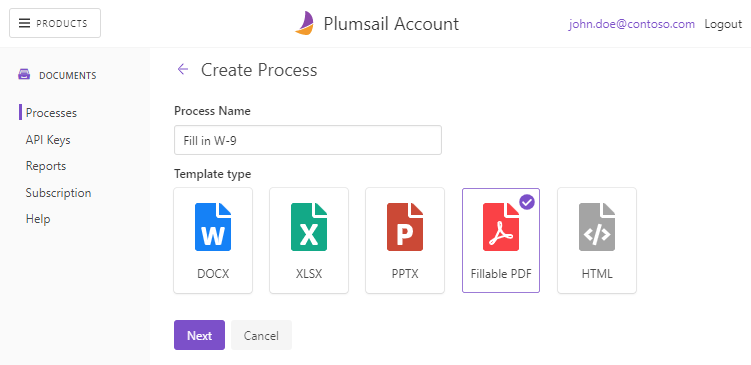 PRODUCTS
Plumsail Account
john.doe@contoso.com Logout
DOCUMENTS
Processes
API Keys
Reports
Subscription
Help
Create Process
Process Name
Fill in W-9
Template type
W X P
DOCX XLSX PPTX Fillable PDF HTML
Next Cancel